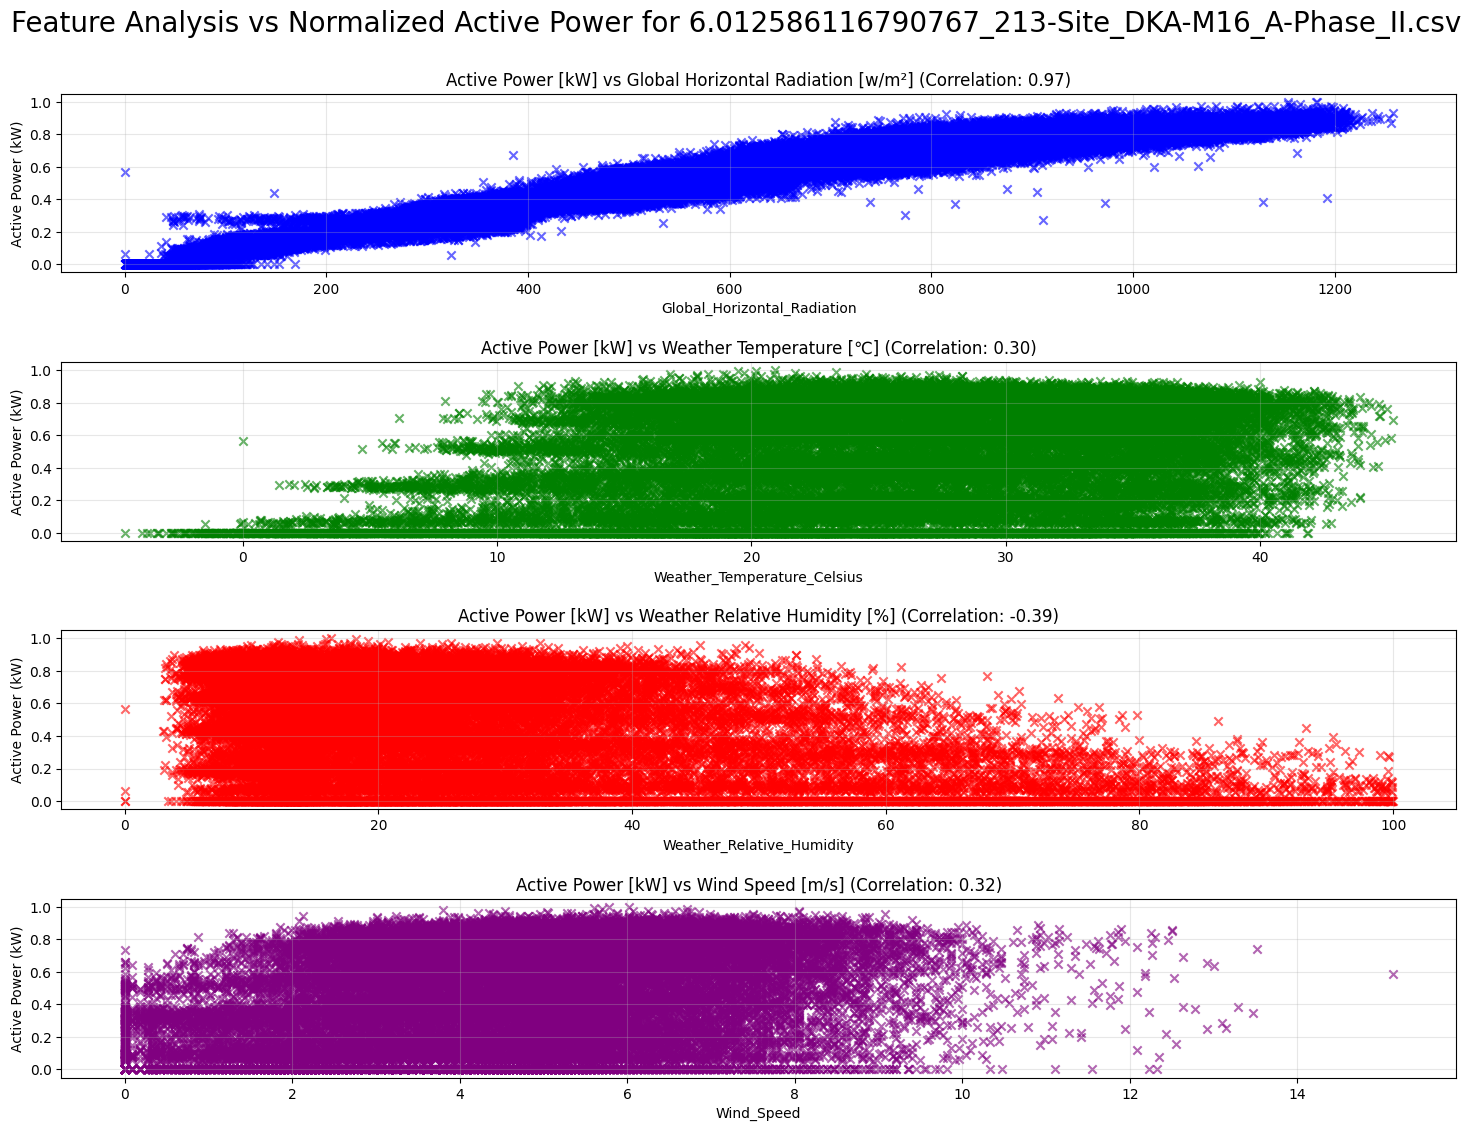 Feature Analysis vs Normalized Active Power for 6.012586116790767_213-Site_DKA-M16_A-Phase_II.csv
Active Power [kW] vs Global Horizontal Radiation [w/m²] (Correlation: 0.97)
Active Power (kW)
1.0
0.8
0.6
0.4
0.2
0.0
0 200 400 600 800 1000 1200
Global_Horizontal_Radiation
Active Power [kW] vs Weather Temperature [℃] (Correlation: 0.30)
Active Power (kW)
1.0
0.8
0.6
0.4
0.2
0.0
0 10 20 30 40
Weather_Temperature_Celsius
Active Power [kW] vs Weather Relative Humidity [%] (Correlation: -0.39)
Active Power (kW)
1.0
0.8
0.6
0.4
0.2
0.0
0 20 40 60 80 100
Weather_Relative_Humidity
Active Power [kW] vs Wind Speed [m/s] (Correlation: 0.32)
Active Power (kW)
1.0
0.8
0.6
0.4
0.2
0.0
0 2 4 6 8 10 12 14
Wind_Speed